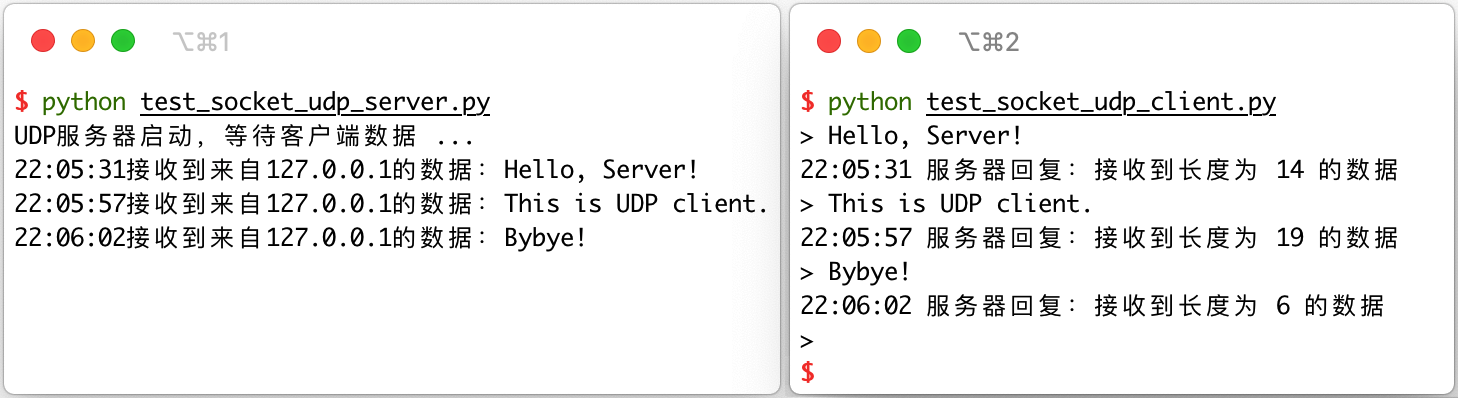 ⌥⌘1
$ python test_socket_udp_server.py
UDP服务器启动，等待客户端数据 ...
22:05:31接收到来自127.0.0.1的数据：Hello, Server!
22:05:57接收到来自127.0.0.1的数据：This is UDP client.
22:06:02接收到来自127.0.0.1的数据：Bybye!
⌥⌘2
$ python test_socket_udp_client.py
> Hello, Server!
22:05:31 服务器回复：接收到长度为 14 的数据
> This is UDP client.
22:05:57 服务器回复：接收到长度为 19 的数据
> Bybye!
22:06:02 服务器回复：接收到长度为 6 的数据
>
$